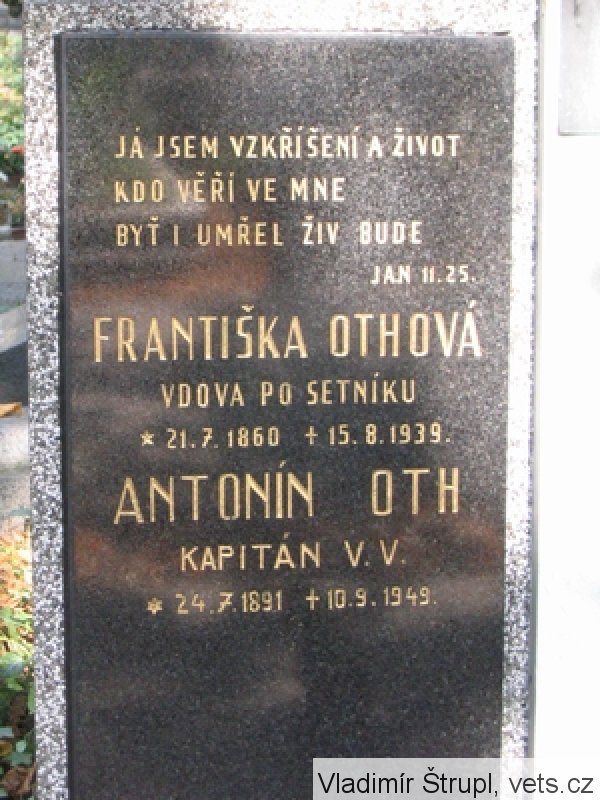 JÁ JSEM VZKŘÍŠENÍ A ŽIVOT
KDO VĚŘÍ VE MNE
BYŤ I UMŘEL ŽIV BUDE
JAN 11.25.
FRANTIŠKA OTHOVÁ
VDOVA PO SETNÍKU
* 21.7.1860 + 15.8.1939.
ANTONÍN OTH
KAPITÁN V.V.
* 24.7.1891 + 10.9.1949.
Vladimír Štrupl, vets.cz